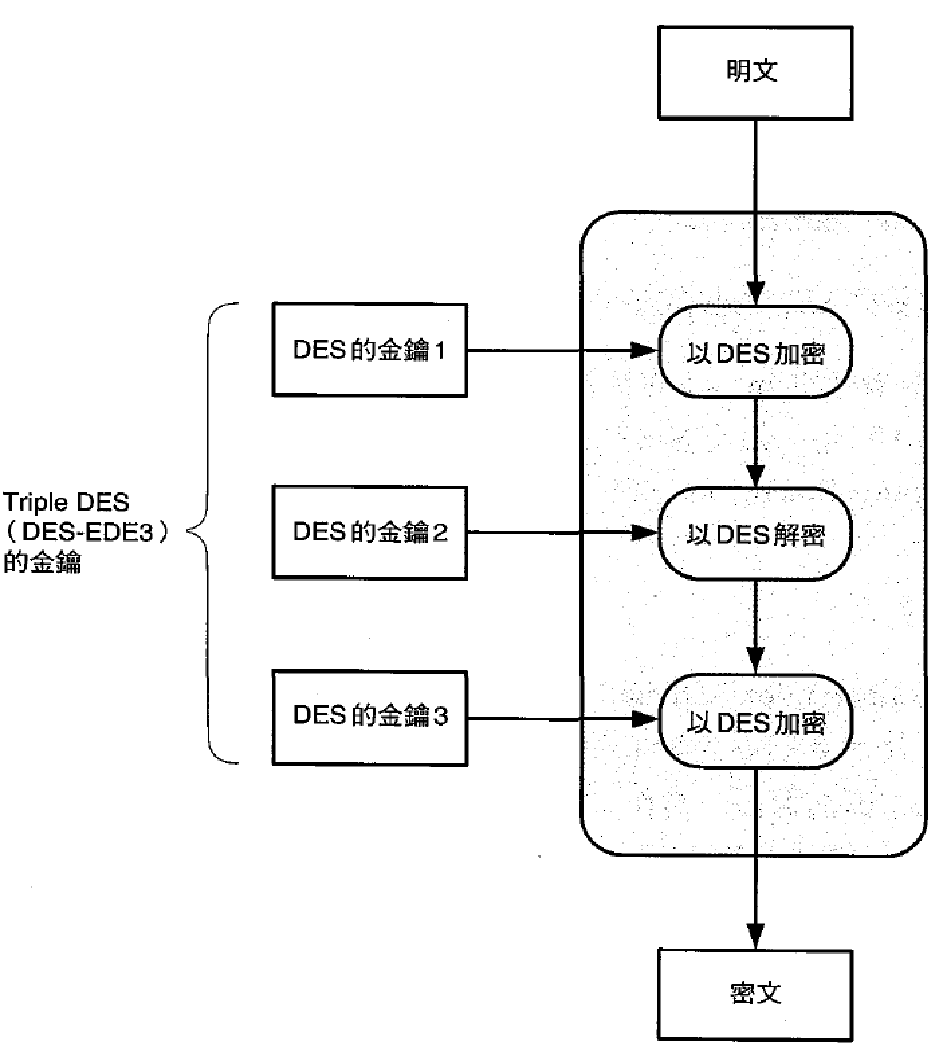 明文
DES的金鑰1
以DES加密
Triple DES
(DES-EDE3)
的金鑰
DES的金鑰2
以DES解密
DES的金鑰3
以DES加密
密文